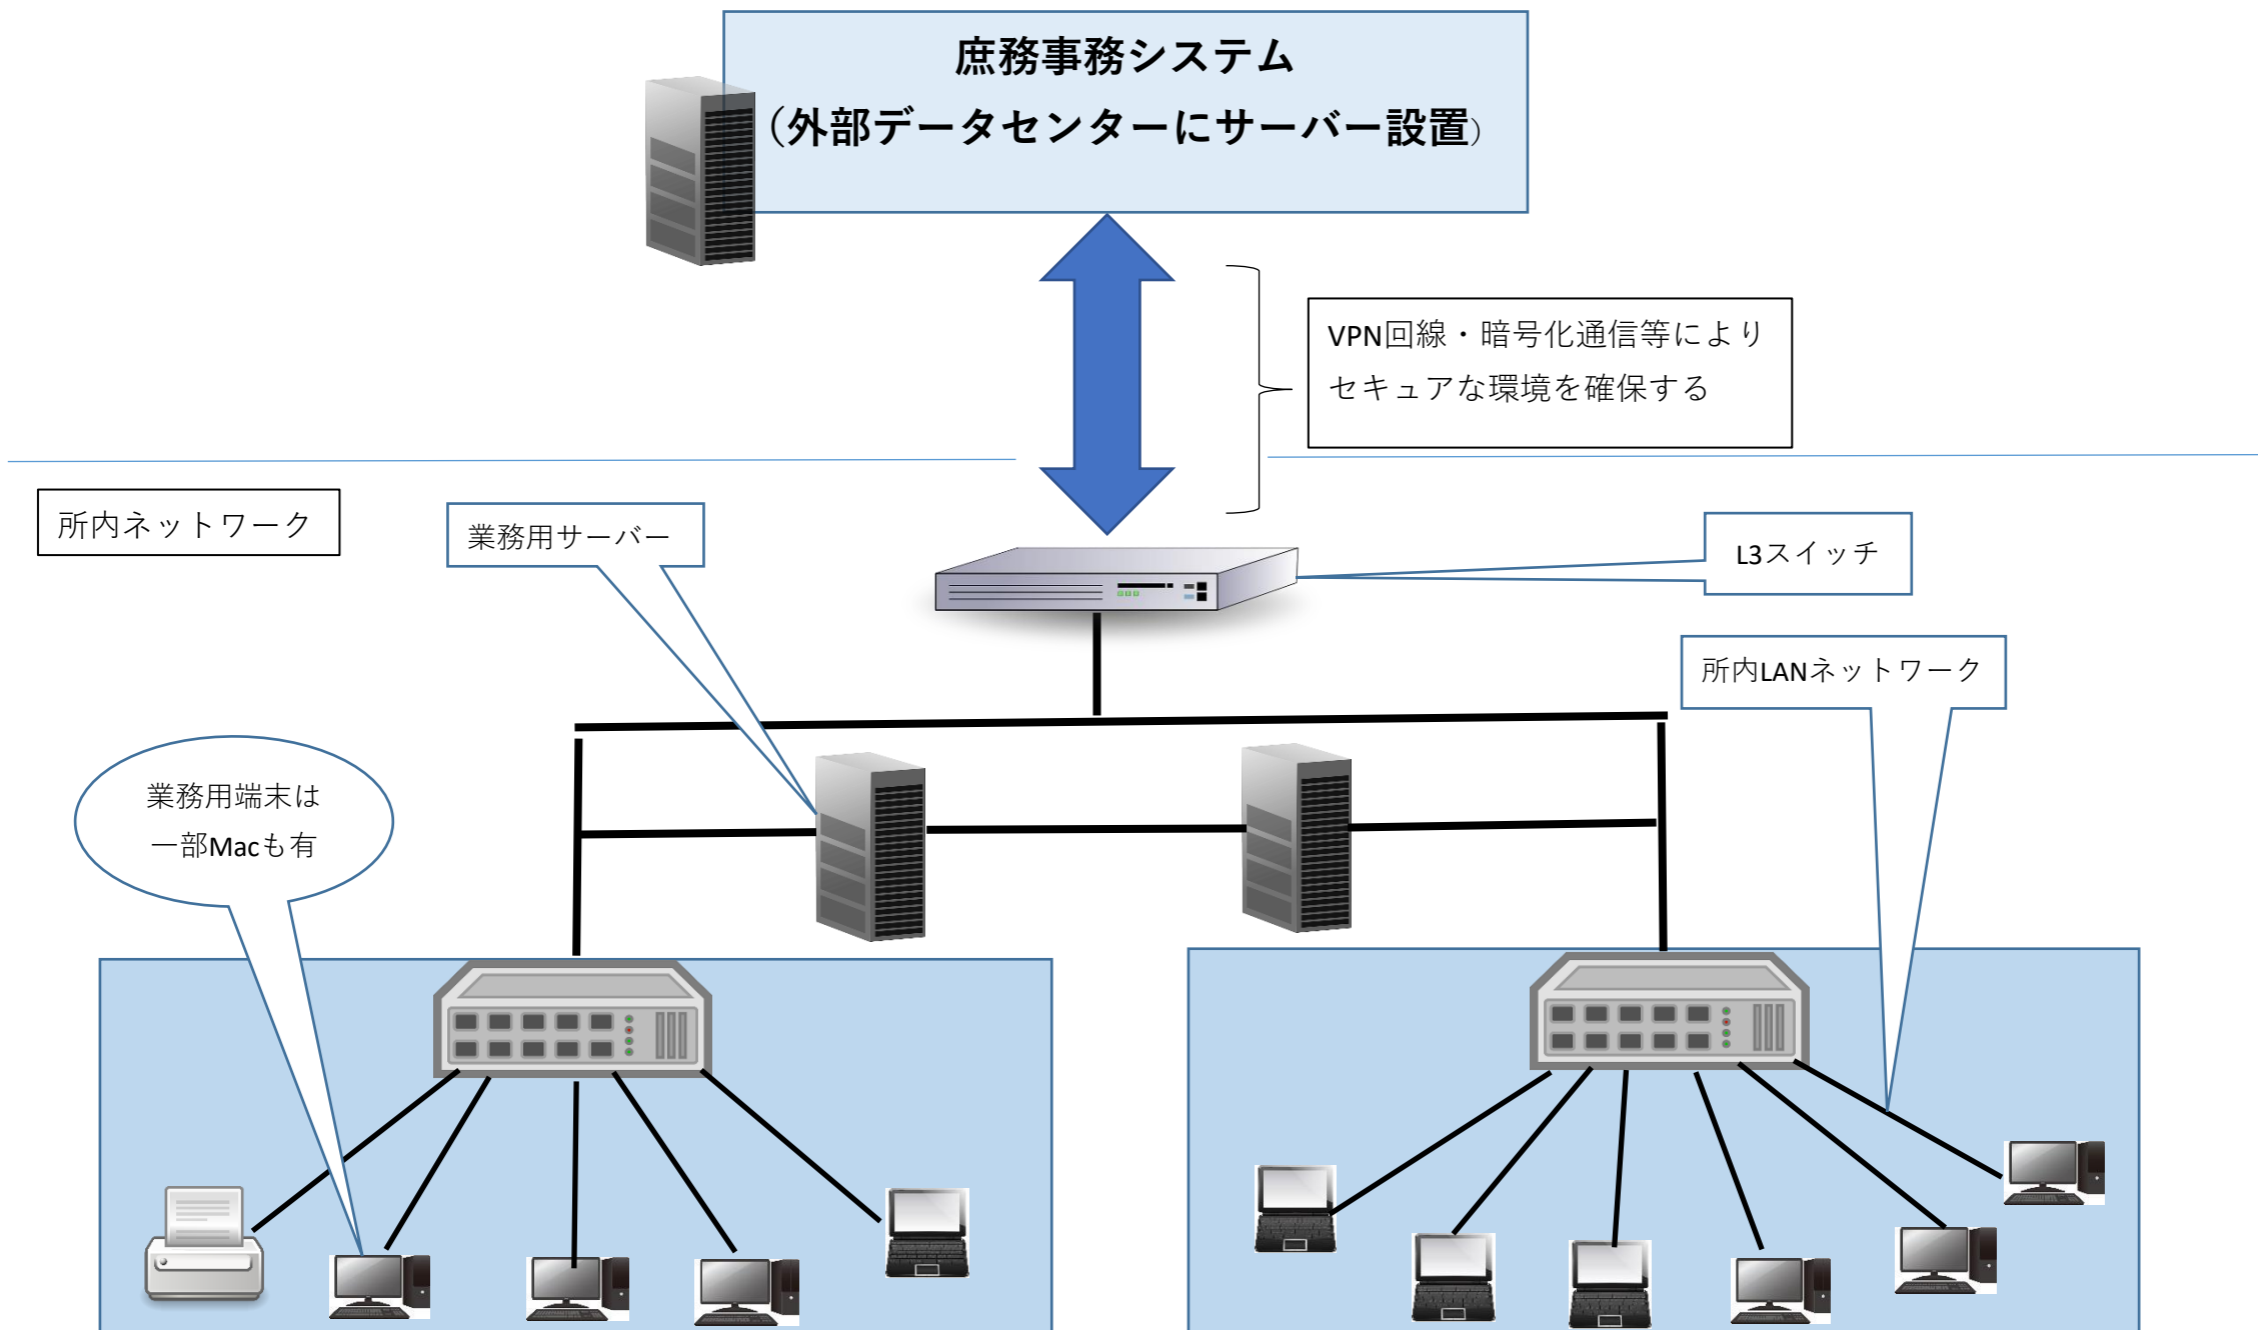 庶務事務システム
（外部データセンターにサーバー設置）
VPN回線・暗号化通信等により
セキュアな環境を確保する
所内ネットワーク
業務用サーバー
L3スイッチ
所内LANネットワーク
業務用端末は
一部Macも有